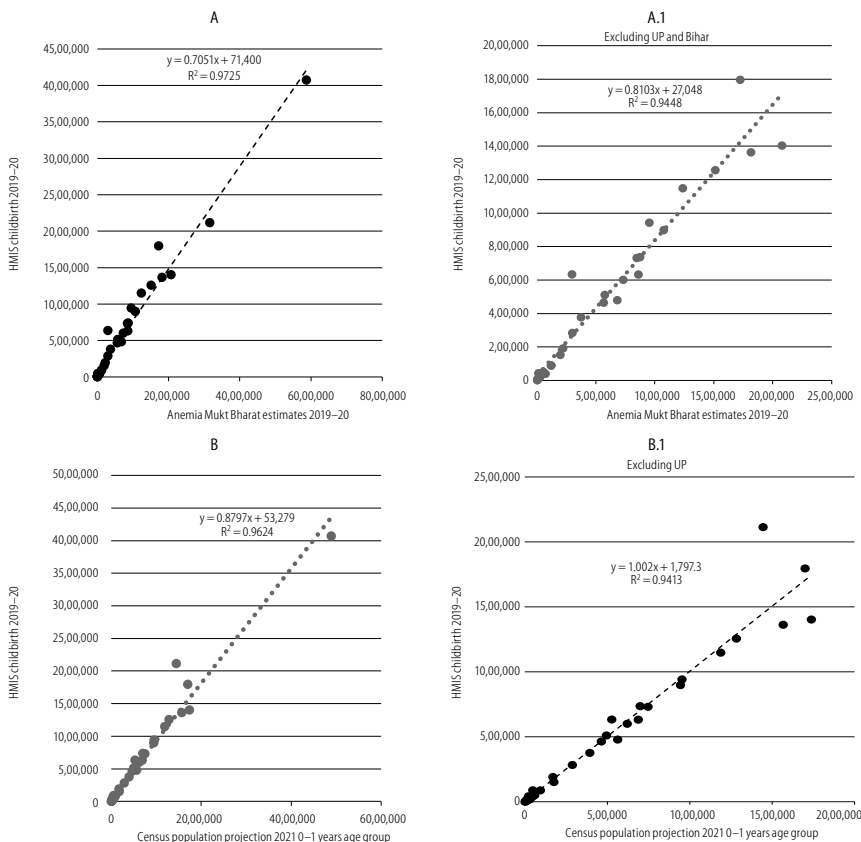 A
y = 0.7051x + 71,400
R² = 0.9725
45,00,000
40,00,000
35,00,000
30,00,000
25,00,000
20,00,000
15,00,000
10,00,000
5,00,000
0
HMIS childbirth 2019–20
0 20,00,000 40,00,000 60,00,000 80,00,000
Anemia Mukt Bharat estimates 2019–20
A.1
Excluding UP and Bihar
y = 0.8103x + 27,048
R² = 0.9448
20,00,000
18,00,000
16,00,000
14,00,000
12,00,000
10,00,000
8,00,000
6,00,000
4,00,000
2,00,000
0
HMIS childbirth 2019–20
0 5,00,000 10,00,000 15,00,000 20,00,000 25,00,000
Anemia Mukt Bharat estimates 2019–20
B
y = 0.8797x + 53,279
R² = 0.9624
50,00,000
45,00,000
40,00,000
35,00,000
30,00,000
25,00,000
20,00,000
15,00,000
10,00,000
5,00,000
0
HMIS childbirth 2019–20
0 20,00,000 40,00,000 60,00,000
Census population projection 2021 0–1 years age group
B.1
Excluding UP
y = 1.002x + 1,797.3
R² = 0.9413
25,00,000
20,00,000
15,00,000
10,00,000
5,00,000
0
HMIS childbirth 2019–20
0 5,00,000 10,00,000 15,00,000 20,00,000
Census population projection 2021 0–1 years age group